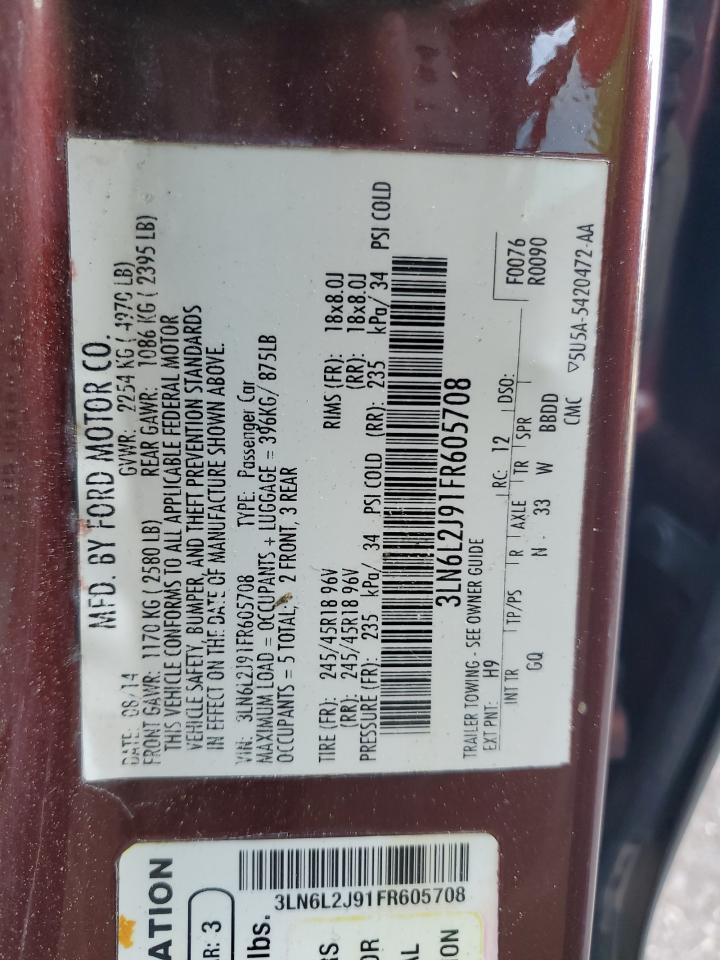 MFD. BY FORD MOTOR CO.
DATE: 08/14 GVWR: 2254 KG ( 4970 LB)
FRONT GAWR: 1170 KG ( 2580 LB) REAR GAWR: 1086 KG ( 2395 LB)
THIS VEHICLE CONFORMS TO ALL APPLICABLE FEDERAL MOTOR
VEHICLE SAFETY, BUMPER, AND THEFT PREVENTION STANDARDS
IN EFFECT ON THE DATE OF MANUFACTURE SHOWN ABOVE.
VIN: 3LN6L2J91FR605708 TYPE: Passenger Car
MAXIMUM LOAD = OCCUPANTS + LUGGAGE = 396KG/ 875LB
OCCUPANTS = 5 TOTAL, 2 FRONT, 3 REAR
TIRE (FR): 245/45R18 96V RIMS (FR): 18x8.0J
(RR): 245/45R18 96V (RR): 18x8.0J
PRESSURE (FR): 235 kPa/ 34 PSI COLD (RR): 235 kPa/ 34 PSI COLD
3LN6L2J91FR605708
TRAILER TOWING - SEE OWNER GUIDE
EXT PNT: H9 RC: 12 DSO: F0076
R0090
INT TR TP/PS R AXLE TR SPR
GQ N 33 W BBDD
CMC ▽5U5A-5420472-AA
ATION
AR: 3
lbs.
3LN6L2J91FR605708
RS
OR
AL
ION